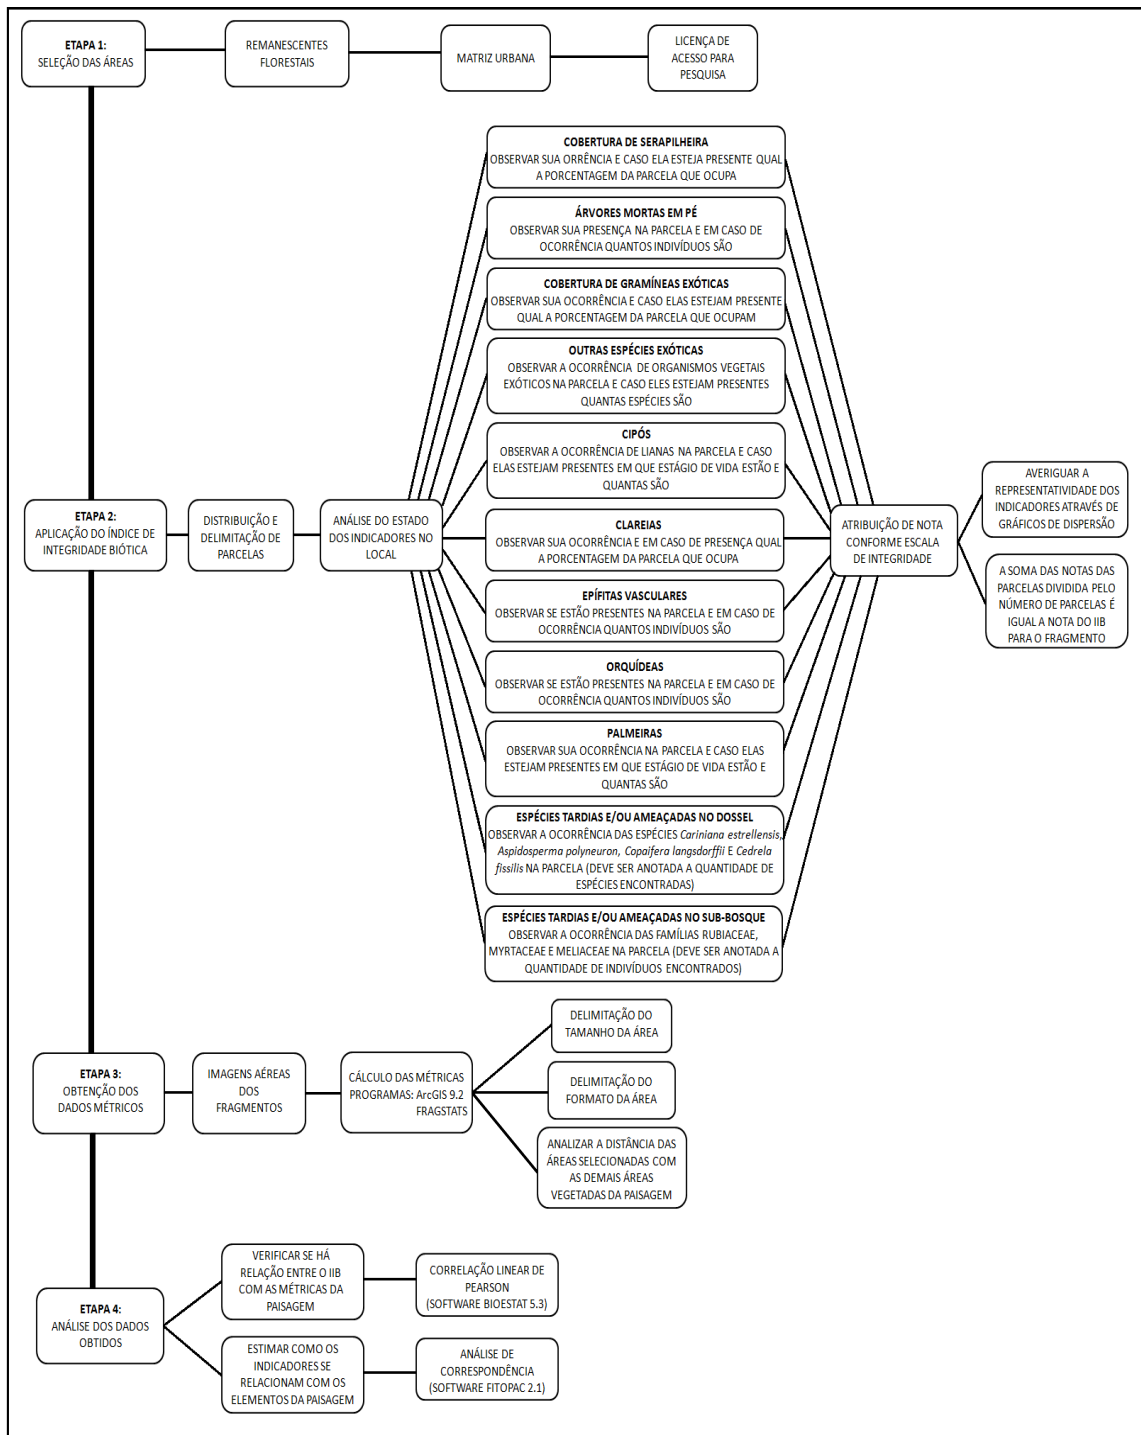 ETAPA 1:
SELEÇÃO DAS ÁREAS
REMANESCENTES
FLORESTAIS
MATRIZ URBANA
LICENÇA DE
ACESSO PARA
PESQUISA
COBERTURA DE SERAPILHEIRA
OBSERVAR SUA ORRÊNCIA E CASO ELA ESTEJA PRESENTE QUAL
A PORCENTAGEM DA PARCELA QUE OCUPA
ÁRVORES MORTAS EM PÉ
OBSERVAR SUA PRESENÇA NA PARCELA E EM CASO DE
OCORRÊNCIA QUANTOS INDIVÍDUOS SÃO
COBERTURA DE GRAMÍNEAS EXÓTICAS
OBSERVAR SUA OCORRÊNCIA E CASO ELAS ESTEJAM PRESENTE
QUAL A PORCENTAGEM DA PARCELA QUE OCUPAM
OUTRAS ESPÉCIES EXÓTICAS
OBSERVAR A OCORRÊNCIA DE ORGANISMOS VEGETAIS
EXÓTICOS NA PARCELA E CASO ELES ESTEJAM PRESENTES
QUANTAS ESPÉCIES SÃO
CIPÓS
OBSERVAR A OCORRÊNCIA DE LIANAS NA PARCELA E CASO
ELAS ESTEJAM PRESENTES EM QUE ESTÁGIO DE VIDA ESTÃO E
QUANTAS SÃO
ETAPA 2:
APLICAÇÃO DO ÍNDICE DE
INTEGRIDADE BIÓTICA
DISTRIBUIÇÃO E
DELIMITAÇÃO DE
PARCELAS
ANÁLISE DO ESTADO
DOS INDICADORES NO
LOCAL
CLAREIAS
OBSERVAR SUA OCORRÊNCIA E EM CASO DE PRESENÇA QUAL
A PORCENTAGEM DA PARCELA QUE OCUPA
EPÍFITAS VASCULARES
OBSERVAR SE ESTÃO PRESENTES NA PARCELA E EM CASO DE
OCORRÊNCIA QUANTOS INDIVÍDUOS SÃO
ORQUÍDEAS
OBSERVAR SE ESTÃO PRESENTES NA PARCELA E EM CASO DE
OCORRÊNCIA QUANTOS INDIVÍDUOS SÃO
PALMEIRAS
OBSERVAR SUA OCORRÊNCIA NA PARCELA E CASO ELAS
ESTEJAM PRESENTES EM QUE ESTÁGIO DE VIDA ESTÃO E
QUANTAS SÃO
ESPÉCIES TARDIAS E/OU AMEAÇADAS NO DOSSEL
OBSERVAR A OCORRÊNCIA DAS ESPÉCIES Cariniana estrellensis,
Aspidosperma polyneuron, Copaifera langsdorffii E Cedrela
fissilis NA PARCELA (DEVE SER ANOTADA A QUANTIDADE DE
ESPÉCIES ENCONTRADAS)
ESPÉCIES TARDIAS E/OU AMEAÇADAS NO SUB-BOSQUE
OBSERVAR A OCORRÊNCIA DAS FAMÍLIAS RUBIACEAE,
MYRTACEAE E MELIACEAE NA PARCELA (DEVE SER ANOTADA A
QUANTIDADE DE INDIVÍDUOS ENCONTRADOS)
ATRIBUIÇÃO DE NOTA
CONFORME ESCALA
DE INTEGRIDADE
AVERIGUAR A
REPRESENTATIVIDADE DOS
INDICADORES ATRAVÉS DE
GRÁFICOS DE DISPERSÃO
A SOMA DAS NOTAS DAS
PARCELAS DIVIDIDA PELO
NÚMERO DE PARCELAS É
IGUAL A NOTA DO IIB
PARA O FRAGMENTO
ETAPA 3:
OBTENÇÃO DOS
DADOS MÉTRICOS
IMAGENS AÉREAS
DOS
FRAGMENTOS
CÁLCULO DAS MÉTRICAS
PROGRAMAS: ArcGIS 9.2
FRAGSTATS
DELIMITAÇÃO DO
TAMANHO DA ÁREA
DELIMITAÇÃO DO
FORMATO DA ÁREA
ANALIZAR A DISTÂNCIA DAS
ÁREAS SELECIONADAS COM
AS DEMAIS ÁREAS
VEGETADAS DA PAISAGEM
ETAPA 4:
ANÁLISE DOS DADOS
OBTIDOS
VERIFICAR SE HÁ
RELAÇÃO ENTRE O IIB
COM AS MÉTRICAS DA
PAISAGEM
CORRELAÇÃO LINEAR DE
PEARSON
(SOFTWARE BIOESTAT 5.3)
ESTIMAR COMO OS
INDICADORES SE
RELACIONAM COM OS
ELEMENTOS DA PAISAGEM
ANÁLISE DE
CORRESPONDÊNCIA
(SOFTWARE FITOPAC 2.1)